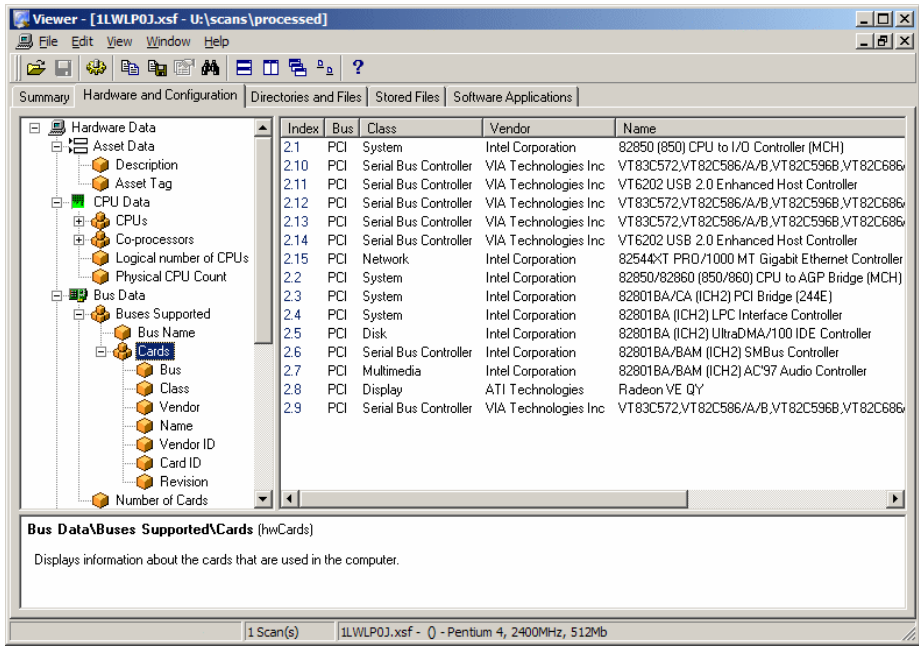 Viewer - [1LWLP0J.xsf - U:\scans\processed]
File Edit View Window Help
Summary Hardware and Configuration Directories and Files Stored Files Software Applications
Hardware Data
Asset Data
Description
Asset Tag
CPU Data
CPUs
Co-processors
Logical number of CPUs
Physical CPU Count
Bus Data
Buses Supported
Bus Name
Cards
Bus
Class
Vendor
Name
Vendor ID
Card ID
Revision
Number of Cards
Index Bus Class Vendor Name
2.1 PCI System Intel Corporation 82850 (850) CPU to I/O Controller (MCH)
2.10 PCI Serial Bus Controller VIA Technologies Inc VT83C572,VT82C586/A/B,VT82C596B,VT82C686/
2.11 PCI Serial Bus Controller VIA Technologies Inc VT6202 USB 2.0 Enhanced Host Controller
2.12 PCI Serial Bus Controller VIA Technologies Inc VT83C572,VT82C586/A/B,VT82C596B,VT82C686/
2.13 PCI Serial Bus Controller VIA Technologies Inc VT83C572,VT82C586/A/B,VT82C596B,VT82C686/
2.14 PCI Serial Bus Controller VIA Technologies Inc VT6202 USB 2.0 Enhanced Host Controller
2.15 PCI Network Intel Corporation 82544XT PRO/1000 MT Gigabit Ethernet Controller
2.2 PCI System Intel Corporation 82850/82860 (850/860) CPU to AGP Bridge (MCH)
2.3 PCI System Intel Corporation 82801BA/CA (ICH2) PCI Bridge (244E)
2.4 PCI System Intel Corporation 82801BA (ICH2) LPC Interface Controller
2.5 PCI Disk Intel Corporation 82801BA (ICH2) UltraDMA/100 IDE Controller
2.6 PCI Serial Bus Controller Intel Corporation 82801BA/BAM (ICH2) SMBus Controller
2.7 PCI Multimedia Intel Corporation 82801BA/BAM (ICH2) AC'97 Audio Controller
2.8 PCI Display ATI Technologies Radeon VE QY
2.9 PCI Serial Bus Controller VIA Technologies Inc VT83C572,VT82C586/A/B,VT82C596B,VT82C686/
Bus Data\Buses Supported\Cards (hwCards)
Displays information about the cards that are used in the computer.
1 Scan(s) 1LWLP0J.xsf - () - Pentium 4, 2400MHz, 512Mb